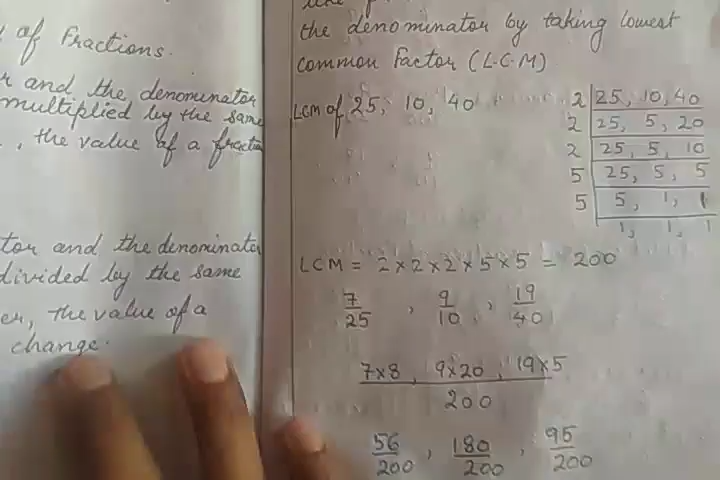 of Fractions.
and the denominator
multiplied by the same
, the value of a fraction
and the denominator
divided by the same
the value of a
change.
the denominator by taking lowest
common Factor (L.C.M)
LCM of 25, 10, 40
2 | 25, 10, 40
2 | 25, 5, 20
2 | 25, 5, 10
5 | 25, 5, 5
5 | 5, 1, 1
1, 1, 1
LCM = 2×2×2×5×5 = 200
7/25 , 9/10 , 19/40
7×8 , 9×20 , 19×5
200
56/200 , 180/200 , 95/200